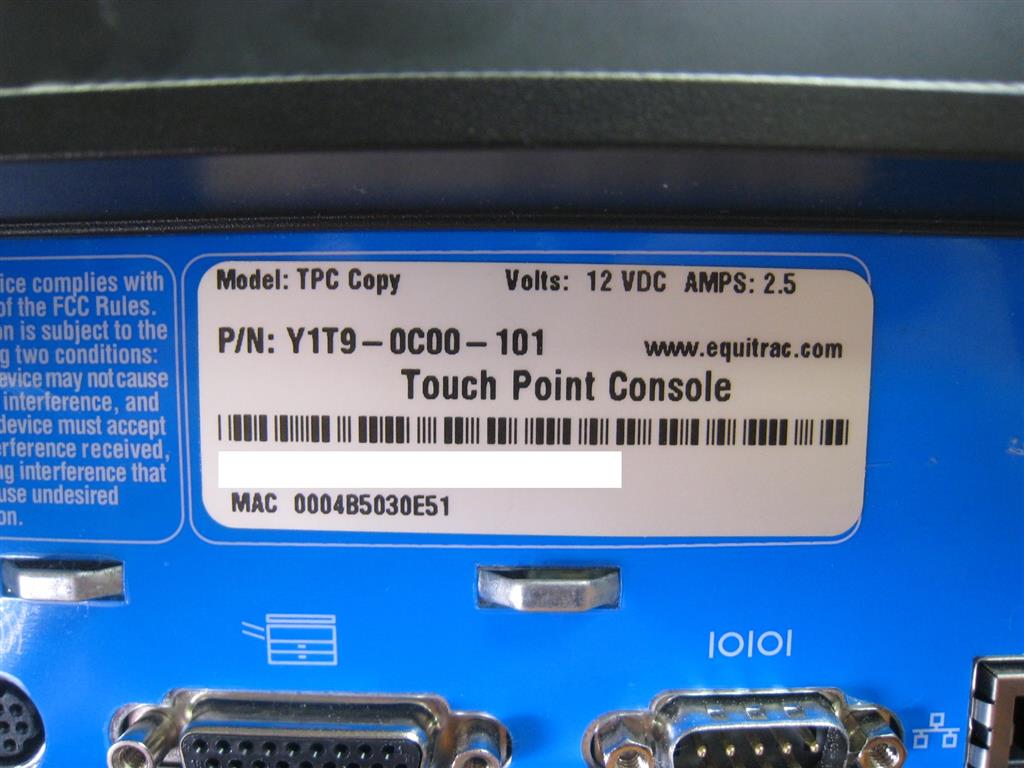 ice complies with
of the FCC Rules.
on is subject to the
g two conditions:
evice may not cause
interference, and
device must accept
rference received,
ng interference that
use undesired
on.
Model: TPC Copy Volts: 12 VDC AMPS: 2.5
P/N: Y1T9-0C00-101 www.equitrac.com
Touch Point Console
MAC 0004B5030E51
IOIOI